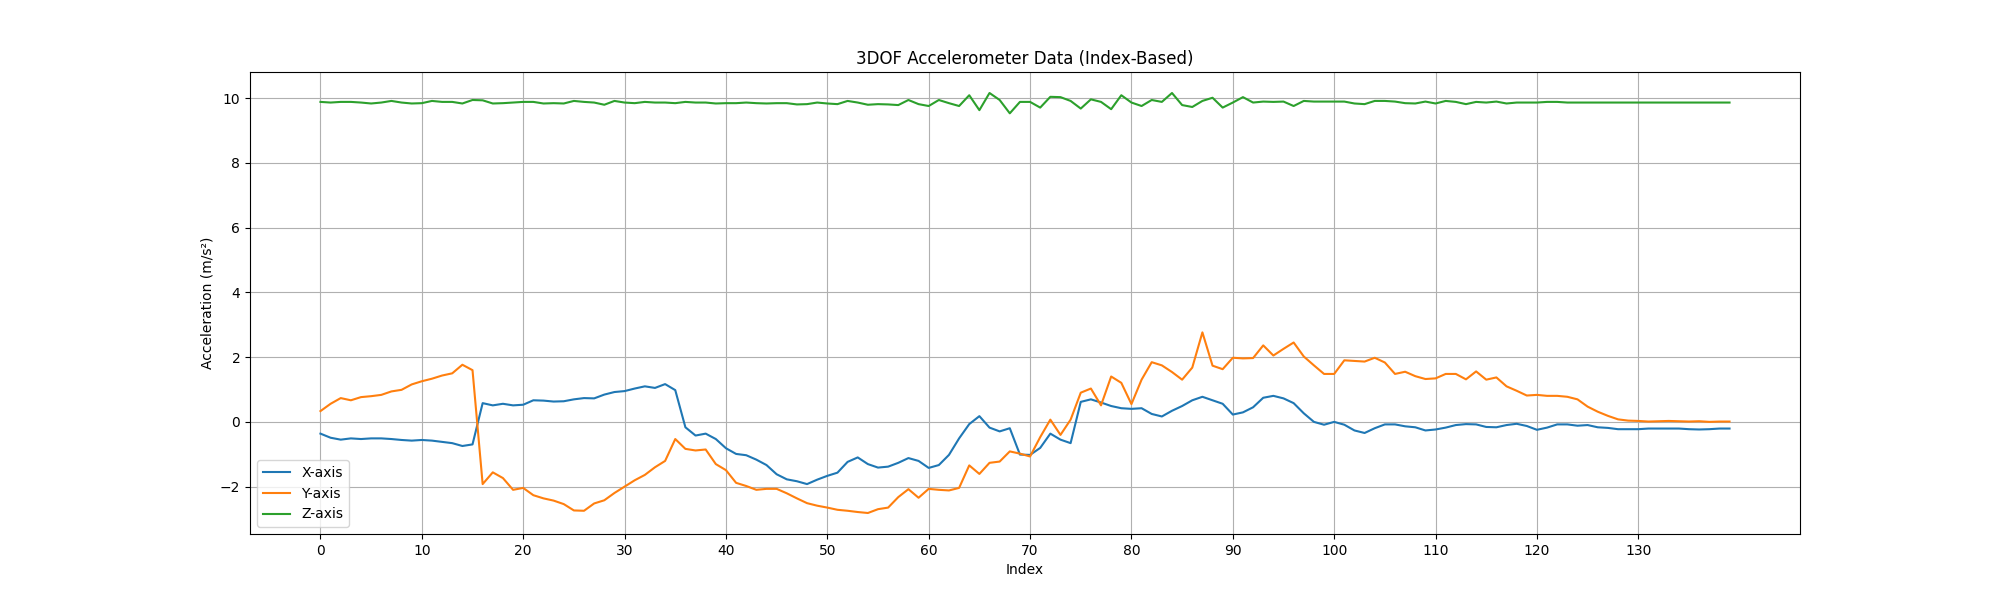 3DOF Accelerometer Data (Index-Based)
Acceleration (m/s²)
10
8
6
4
2
0
−2
X-axis
Y-axis
Z-axis
0 10 20 30 40 50 60 70 80 90 100 110 120 130
Index